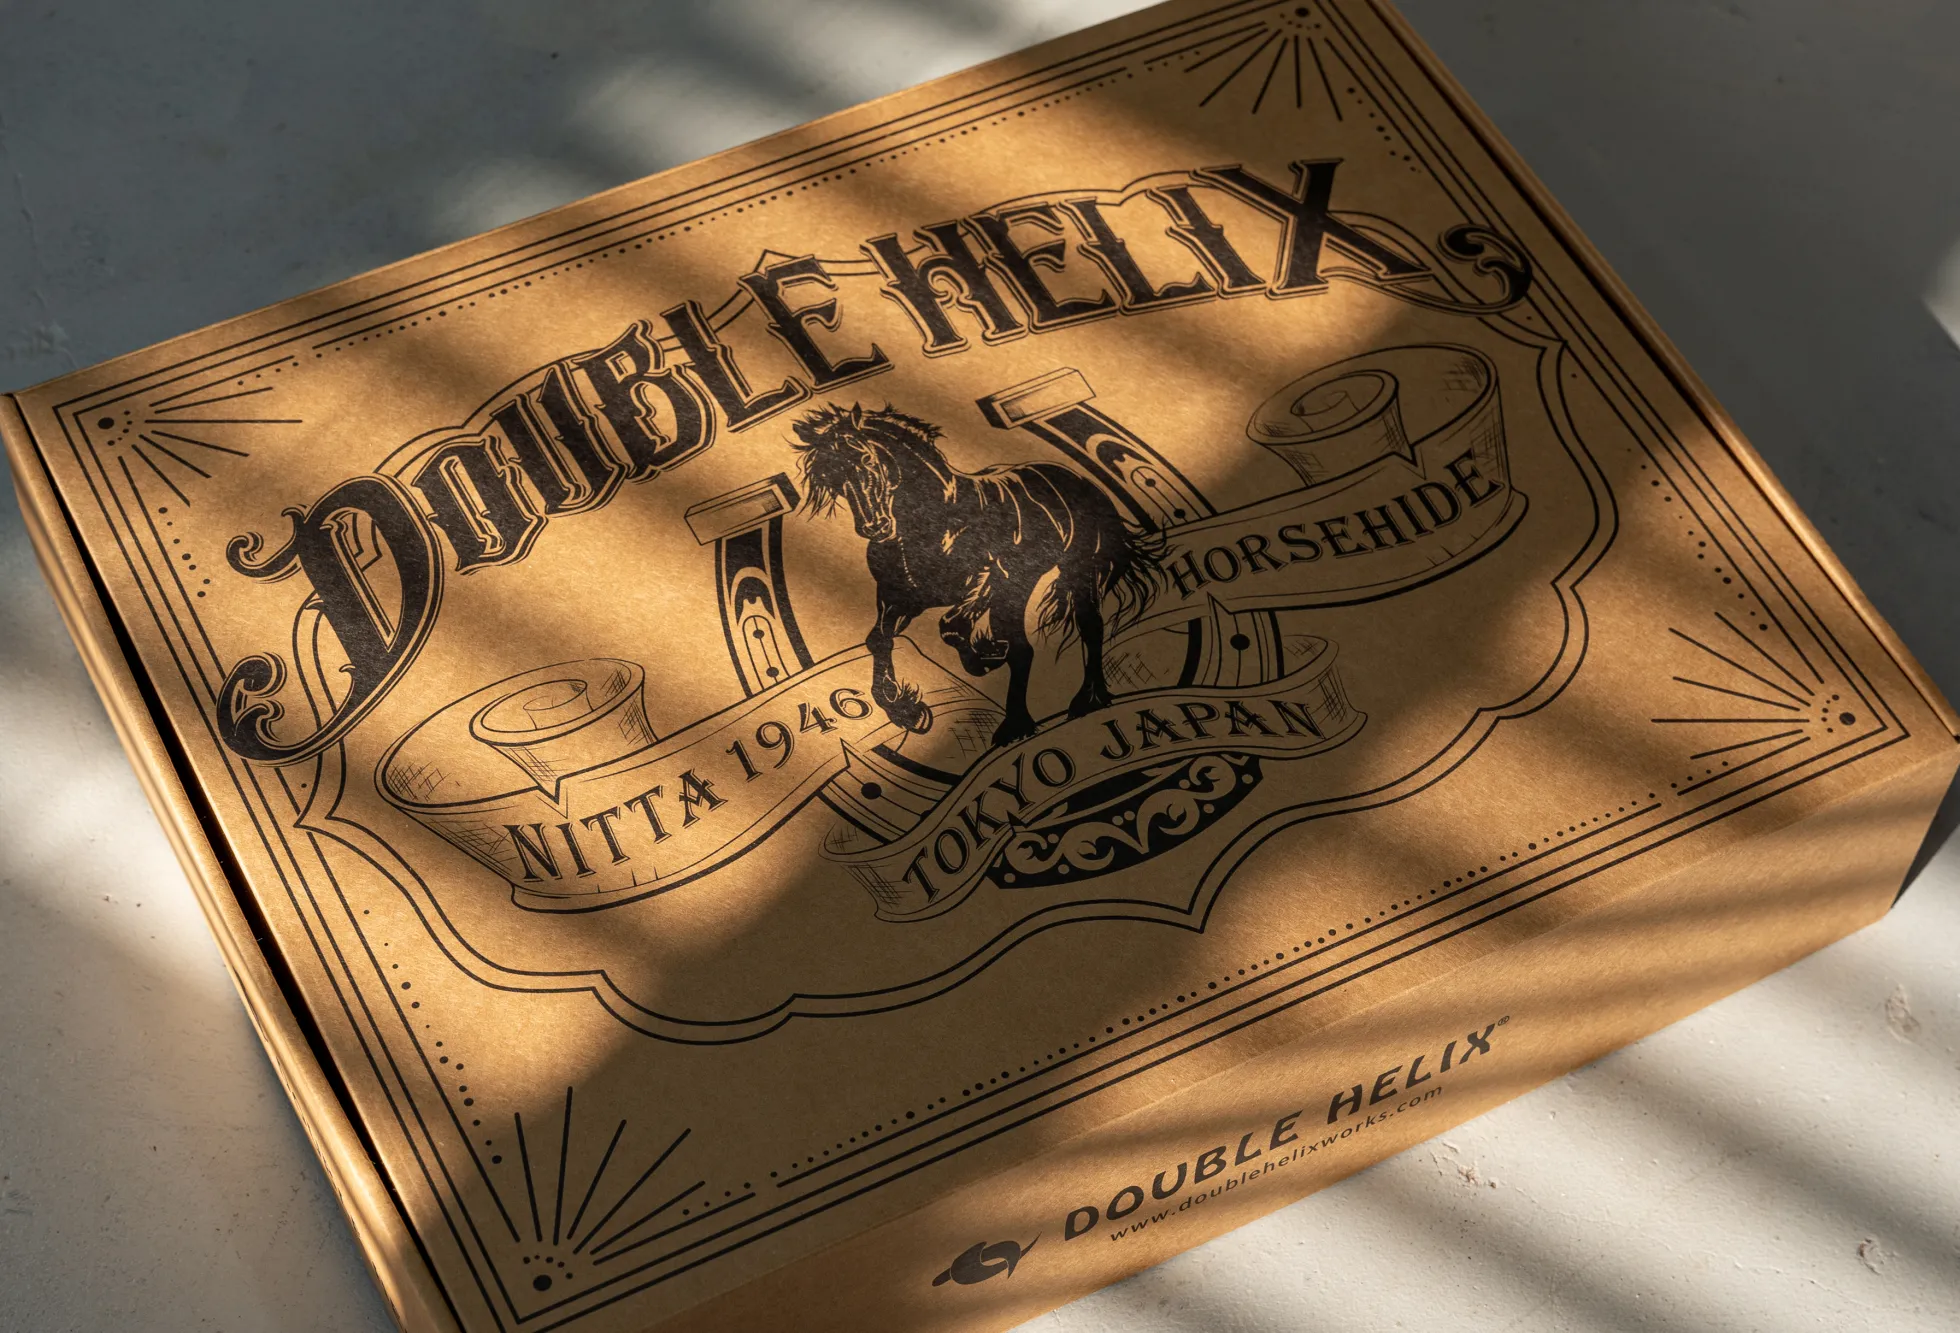 DOUBLE HELIX
NITTA 1946
HORSEHIDE
TOKYO JAPAN
DOUBLE HELIX®
www.doublehelixworks.com